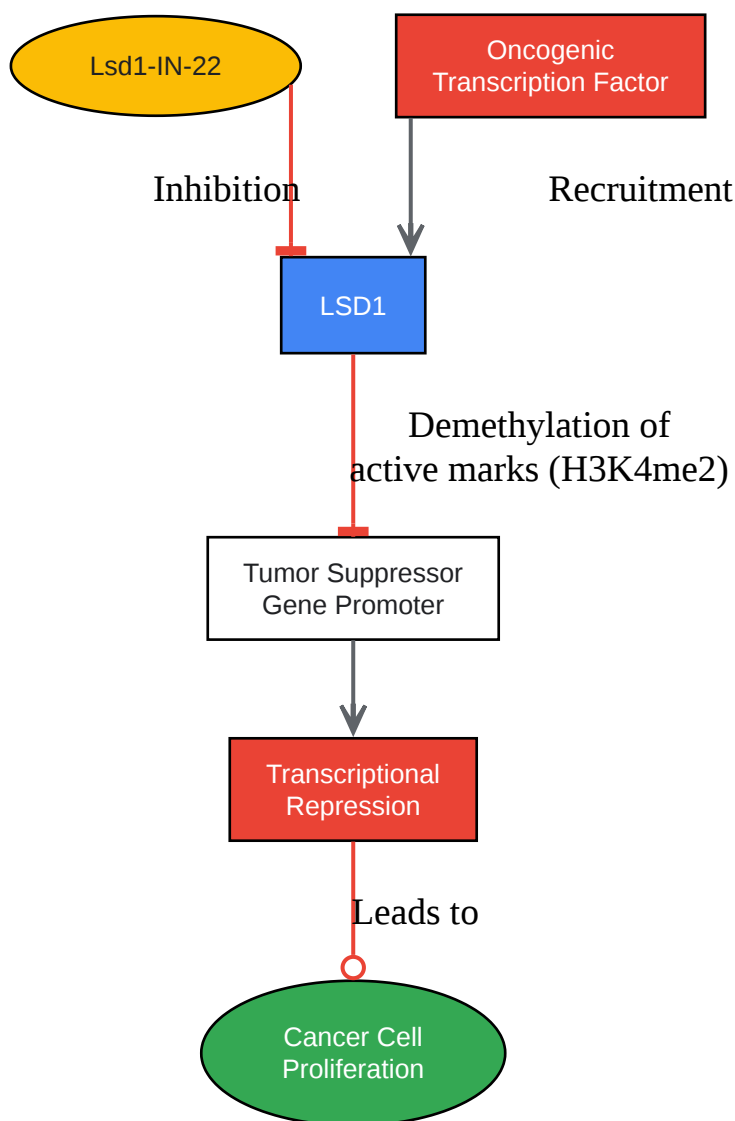 Lsd1-IN-22
Oncogenic
Transcription Factor
Inhibition
Recruitment
LSD1
Demethylation of
active marks (H3K4me2)
Tumor Suppressor
Gene Promoter
Transcriptional
Repression
Leads to
Cancer Cell
Proliferation